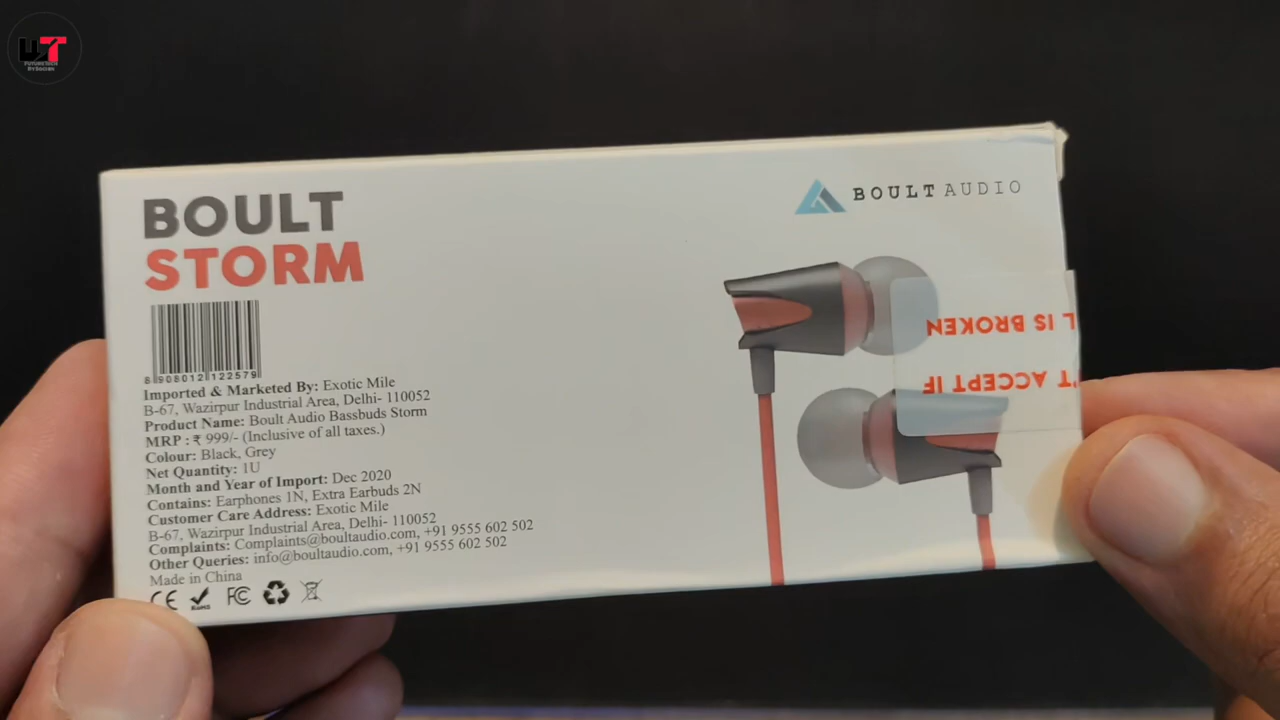 BOULT
STORM
BOULT AUDIO
8 908012 122579
Imported & Marketed By: Exotic Mile
B-67, Wazirpur Industrial Area, Delhi- 110052
Product Name: Boult Audio Bassbuds Storm
MRP : ₹ 999/- (Inclusive of all taxes.)
Colour: Black, Grey
Net Quantity: 1U
Month and Year of Import: Dec 2020
Contains: Earphones 1N, Extra Earbuds 2N
Customer Care Address: Exotic Mile
B-67, Wazirpur Industrial Area, Delhi- 110052
Complaints: Complaints@boultaudio.com, +91 9555 602 502
Other Queries: info@boultaudio.com, +91 9555 602 502
Made in China
CE RoHS FC
'T ACCEPT IF
L IS BROKEN